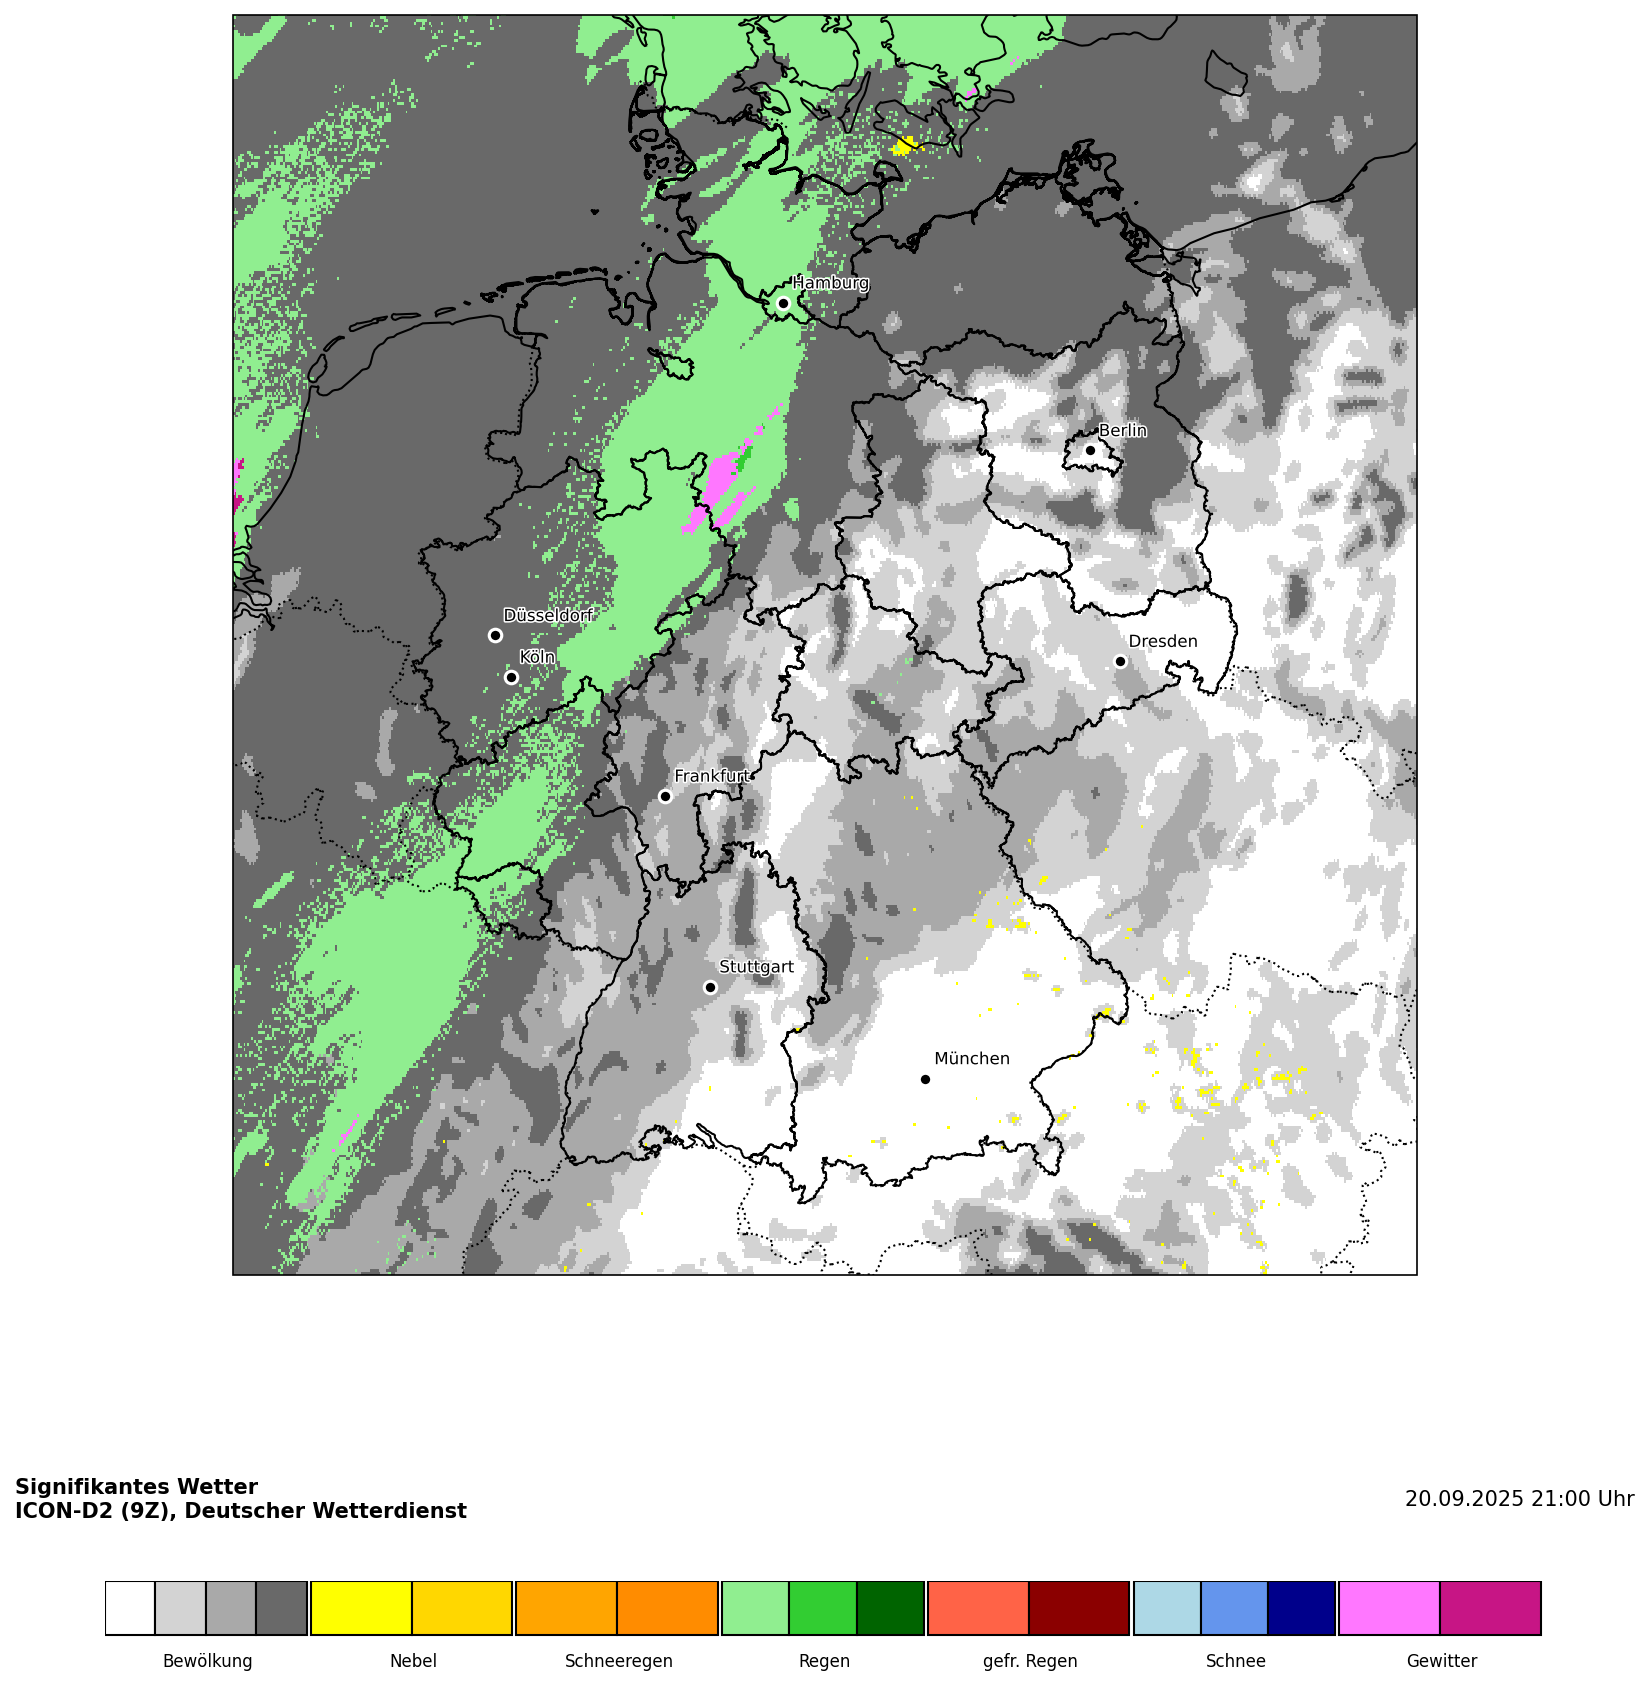 Hamburg
Berlin
Düsseldorf
Köln
Dresden
Frankfurt
Stuttgart
München
Signifikantes Wetter
ICON-D2 (9Z), Deutscher Wetterdienst
20.09.2025 21:00 Uhr
Bewölkung
Nebel
Schneeregen
Regen
gefr. Regen
Schnee
Gewitter